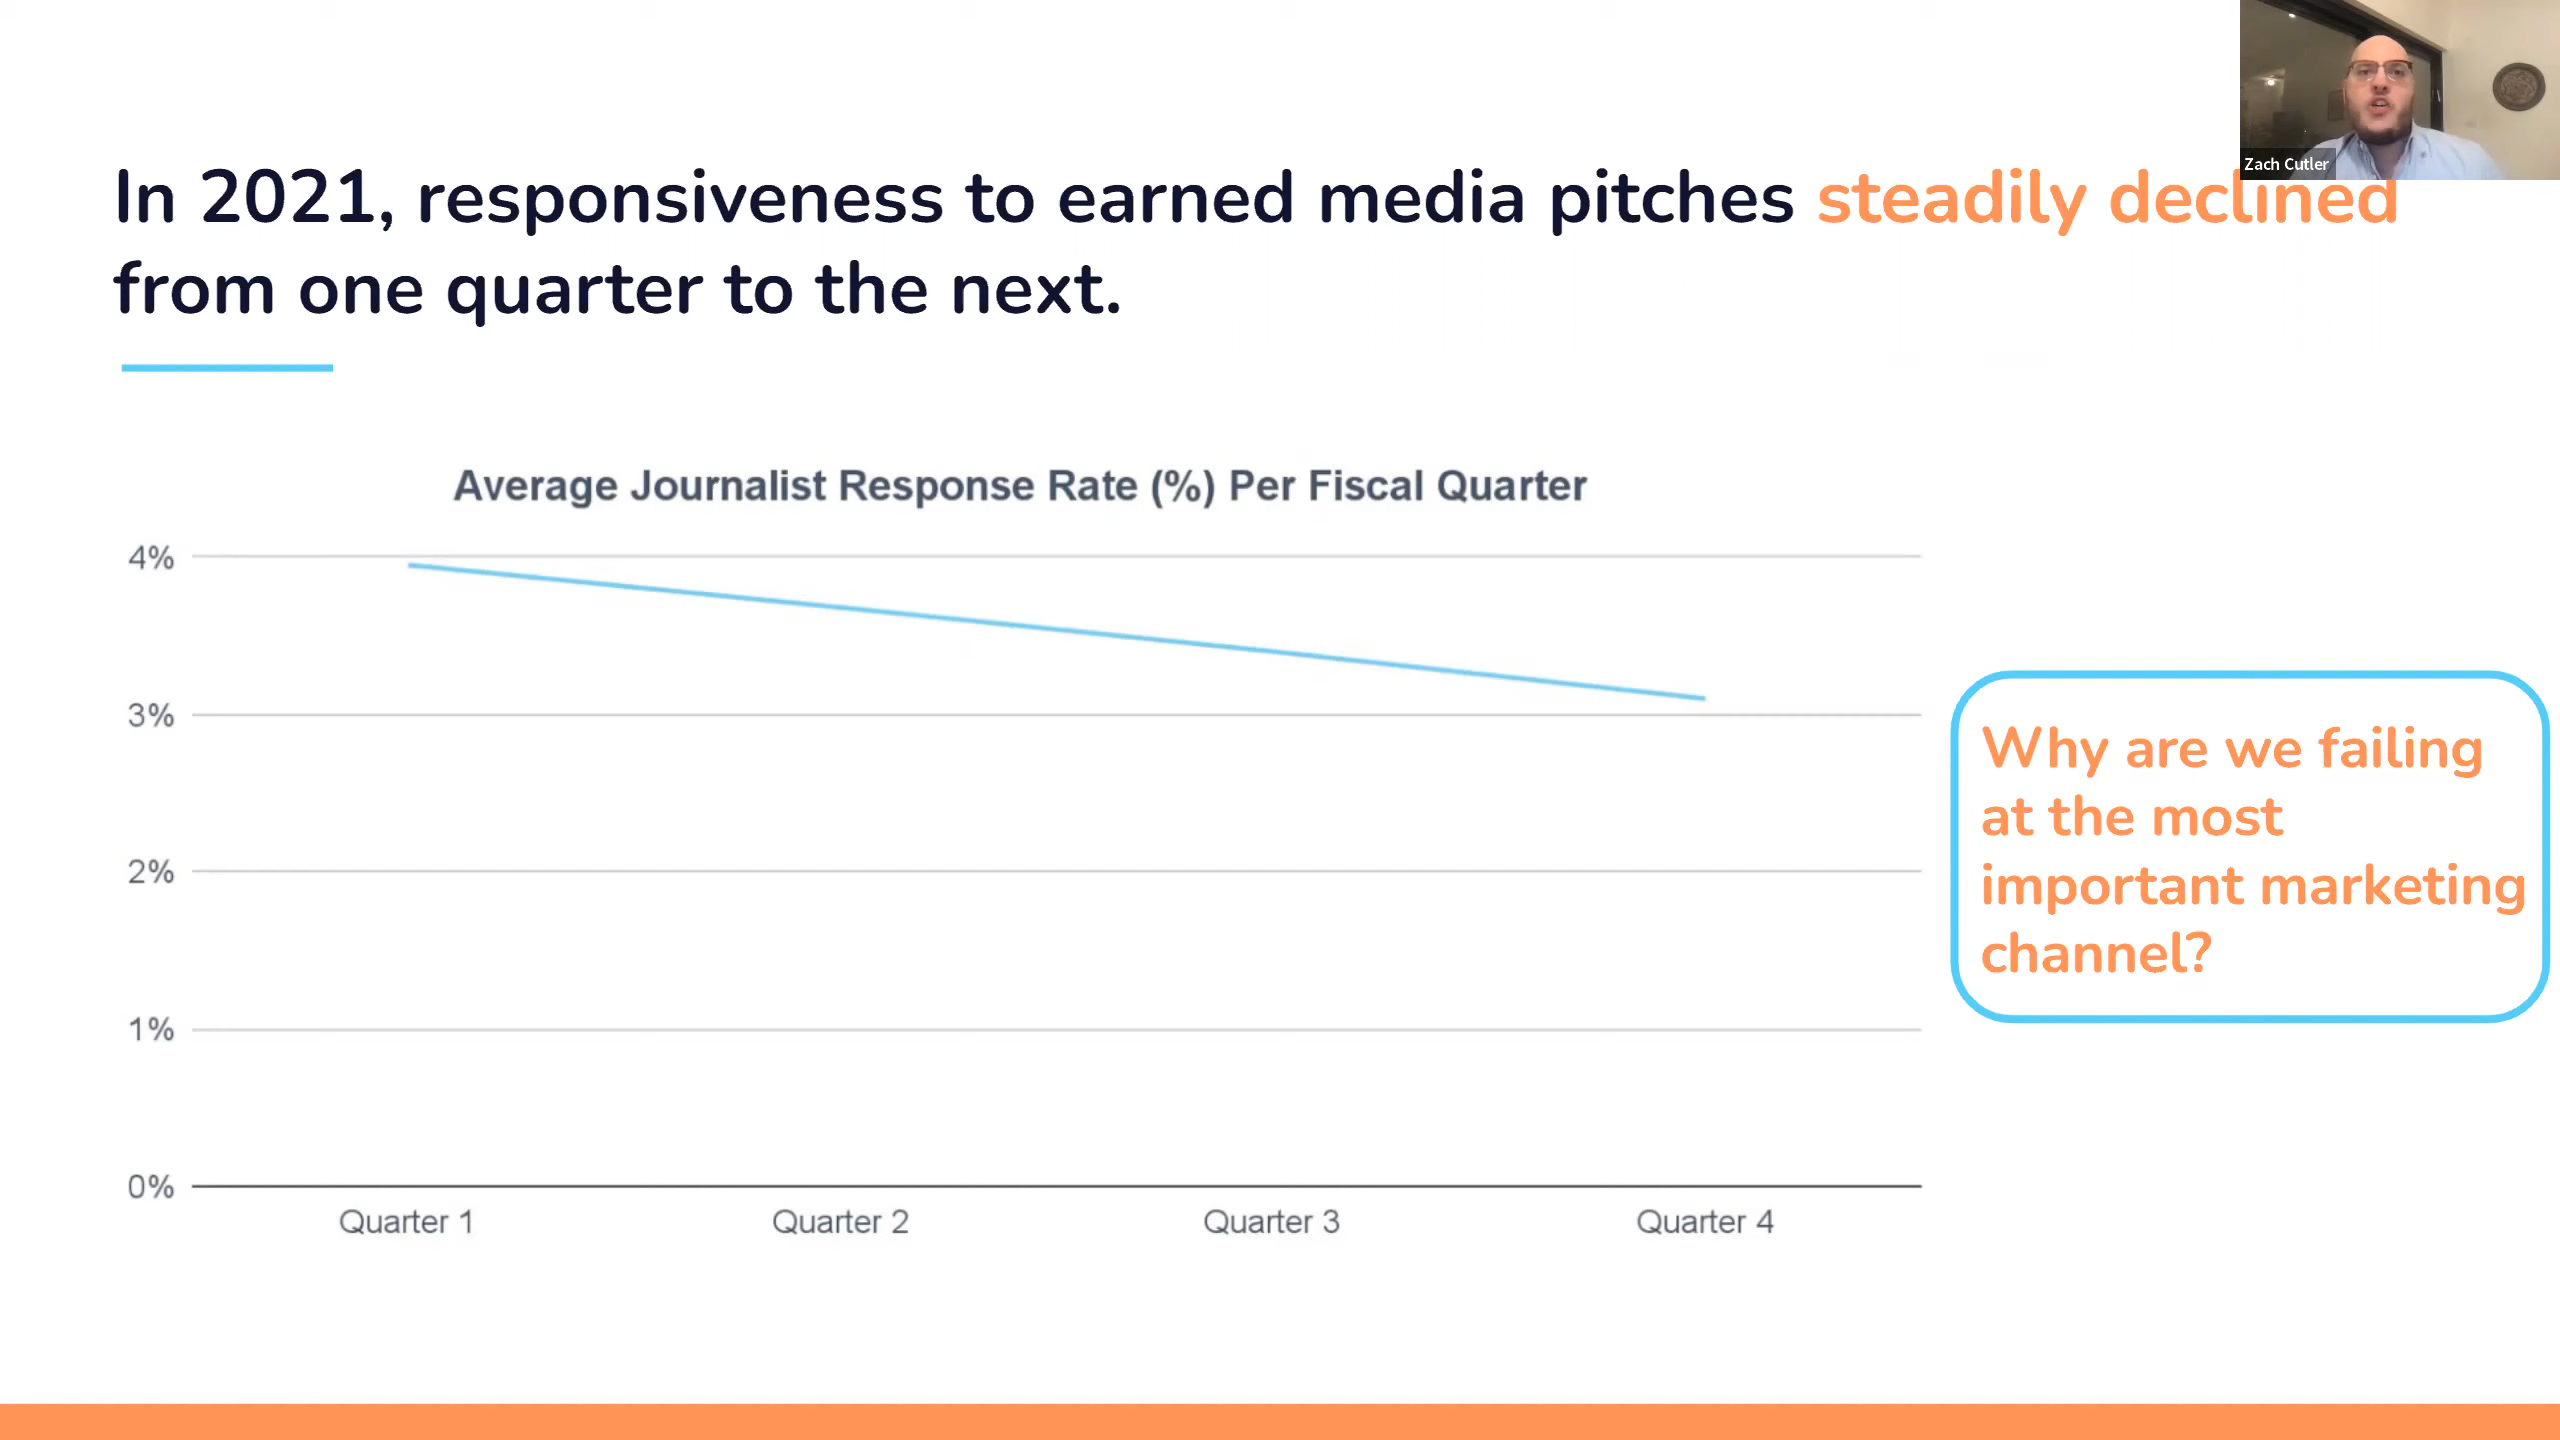 Zach Cutler
In 2021, responsiveness to earned media pitches steadily declined
from one quarter to the next.
Average Journalist Response Rate (%) Per Fiscal Quarter
4%
3%
2%
1%
0%
Quarter 1 Quarter 2 Quarter 3 Quarter 4
Why are we failing
at the most
important marketing
channel?